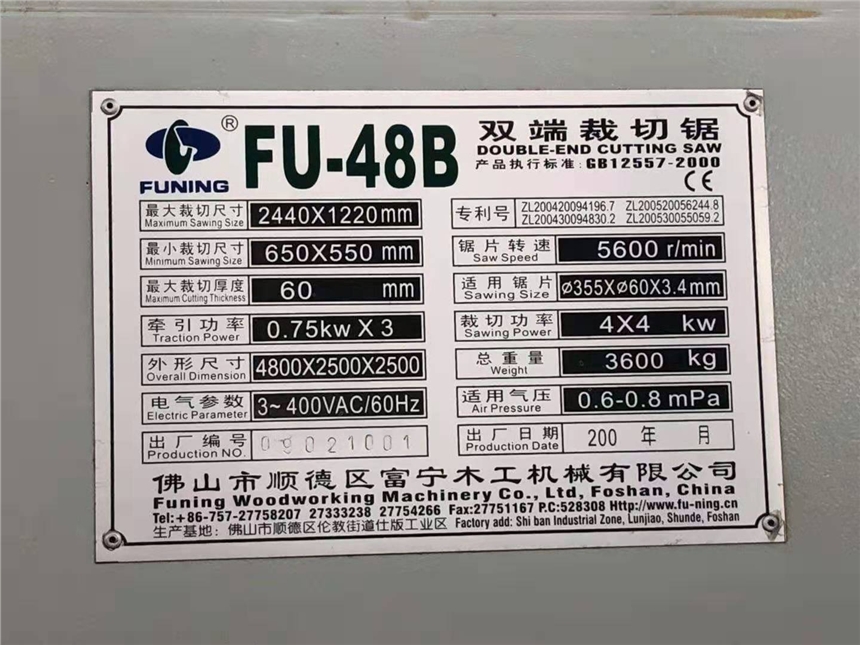 FUNING
®
FU-48B
双端裁切锯
DOUBLE-END CUTTING SAW
产品执行标准:GB12557-2000
CE
最大裁切尺寸 2440X1220mm
Maximum Sawing Size
专利号 ZL200420094196.7 ZL200520056244.8
ZL200430094830.2 ZL200530055059.2
最小裁切尺寸 650X550 mm
Minimum Sawing Size
锯片转速 5600 r/min
Saw Speed
最大裁切厚度 60 mm
Maximum Cutting Thickness
适用锯片 ø355Xø60X3.4mm
Sawing Size
牵引功率 0.75kw X 3
Traction Power
裁切功率 4X4 kw
Sawing Power
外形尺寸 4800X2500X2500
Overall Dimension
总重量 3600 kg
Weight
电气参数 3~ 400VAC/60Hz
Electric Parameter
适用气压 0.6-0.8 mPa
Air Pressure
出厂编号 09021001
Production NO.
出厂日期 200 年 月
Production Date
佛山市顺德区富宁木工机械有限公司
Funing Woodworking Machinery Co., Ltd, Foshan, China
Tel:+86-757-27758207 27333238 27754266 Fax:27751167 P.C:528308 Http://www.fu-ning.cn
生产基地: 佛山市顺德区伦教街道仕版工业区 Factory add: Shi ban Industrial Zone, Lunjiao, Shunde, Foshan